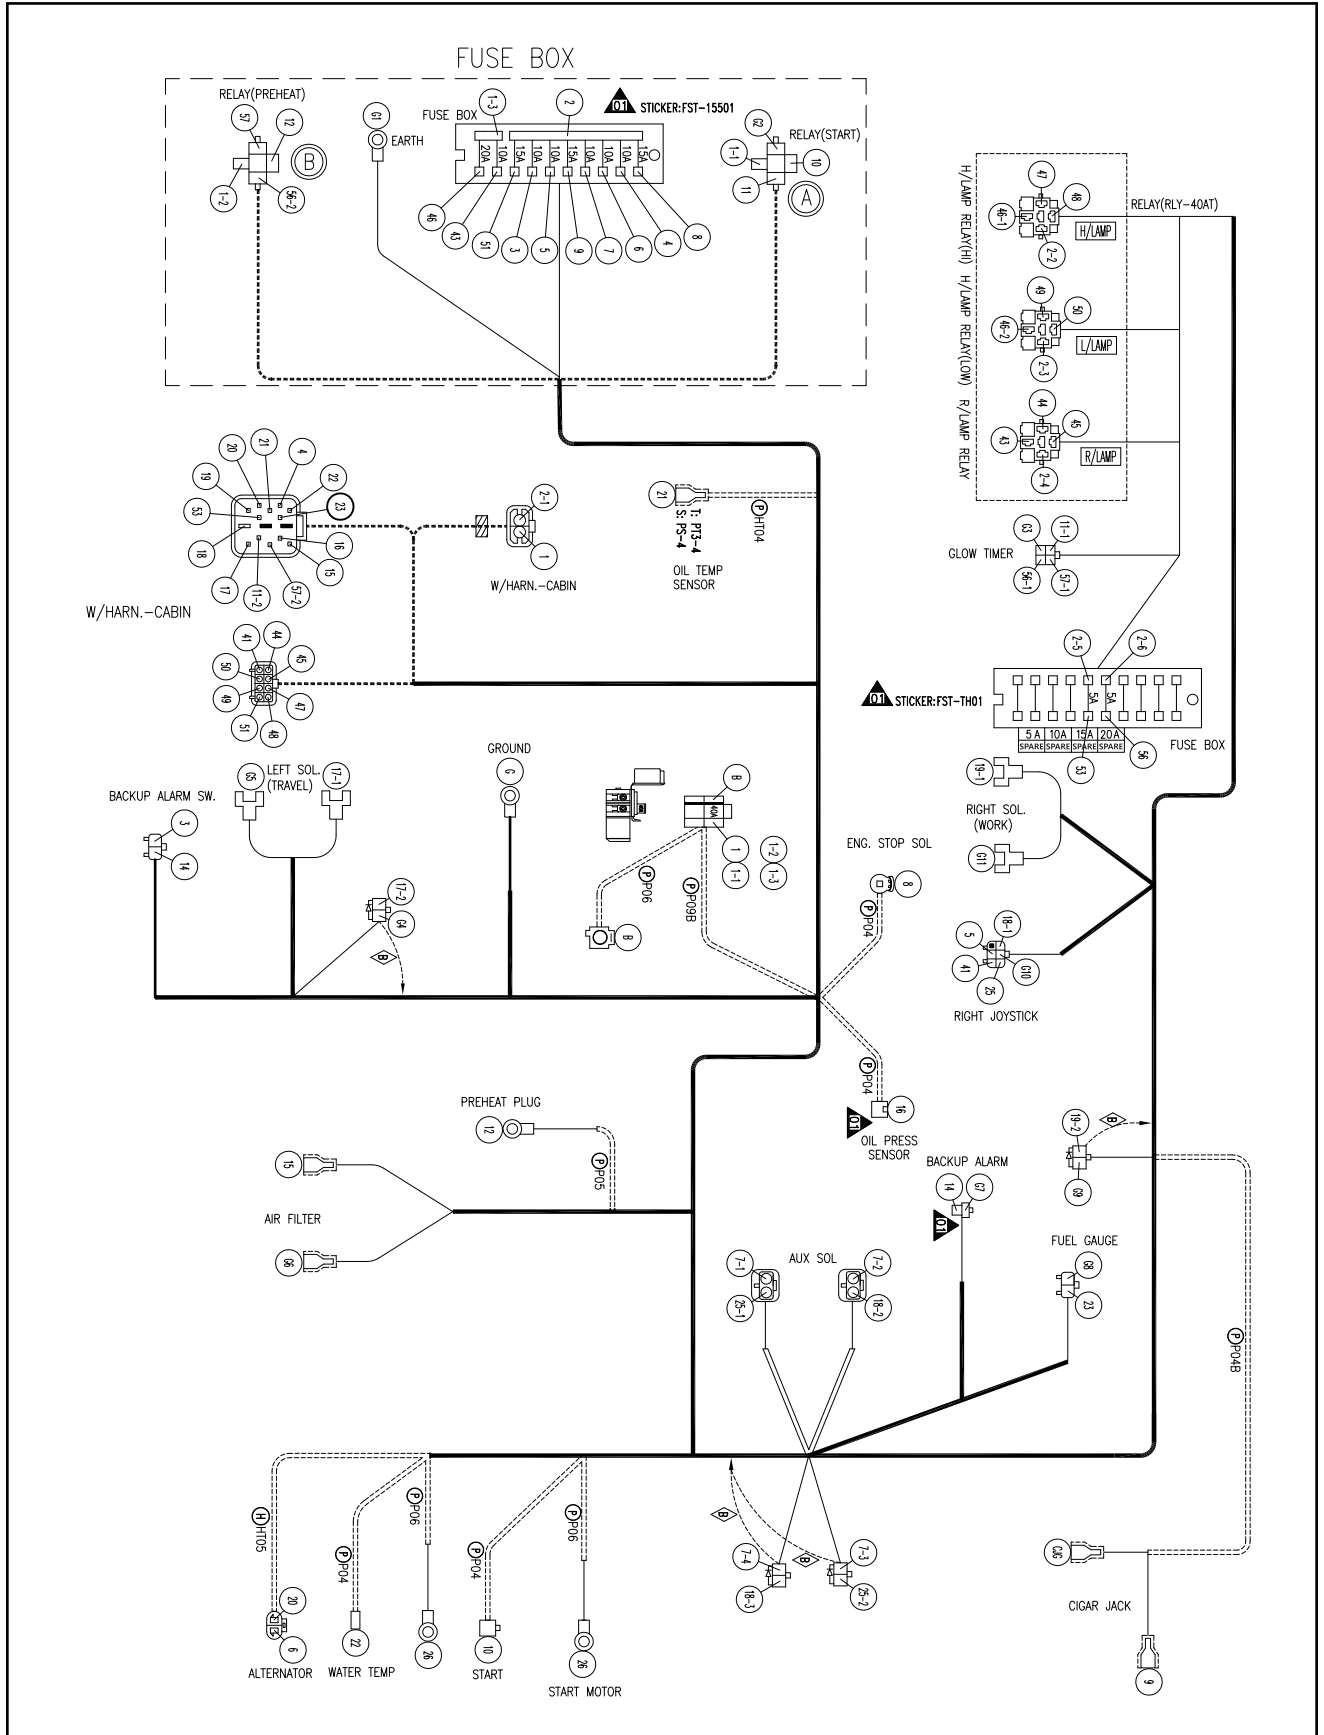 FUSE BOX
RELAY(PREHEAT)
57
12
B
1-2
56-2
G1
EARTH
FUSE BOX
1-3
2
01
STICKER:FST-15501
20A
10A
15A
10A
10A
15A
10A
10A
10A
15A
46
43
51
3
5
9
7
6
4
8
G2
RELAY(START)
1-1
10
11
A
RELAY(RLY-40AT)
47
48
46-1
2-2
H/LAMP
H/LAMP RELAY(HI)
49
50
46-2
2-3
L/LAMP
H/LAMP RELAY(LOW)
44
45
43
2-4
R/LAMP
R/LAMP RELAY
GLOW TIMER
G3
11-1
56-1
57-1
20
21
4
22
19
23
53
18
16
15
17
11-2
57-2
W/HARN.-CABIN
2-1
1
W/HARN.-CABIN
21
P
HT04
T: PT3-4
S: PS-4
OIL TEMP
SENSOR
41
44
50
45
49
47
51
48
2-5
2-6
01
STICKER:FST-TH01
5A
5A
5A
10A
15A
20A
SPARE
SPARE
SPARE
SPARE
FUSE BOX
53
56
BACKUP ALARM SW.
3
14
G5
LEFT SOL.
(TRAVEL)
17-1
17-2
G4
B
GROUND
G
B
40A
1
1-2
1-1
1-3
P
P06
P
P09B
B
ENG. STOP SOL
8
P
P04
19-1
RIGHT SOL.
(WORK)
G11
18-1
5
41
G10
25
RIGHT JOYSTICK
P
P04
16
01
OIL PRESS
SENSOR
PREHEAT PLUG
12
P
P05
15
AIR FILTER
G6
19-2
B
G9
BACKUP ALARM
14
G7
01
FUEL GAUGE
G8
23
AUX SOL
7-1
25-1
7-2
18-2
P
P04B
H
HT05
P
P04
P
P06
P
P04
P
P06
B
B
7-4
18-3
7-3
25-2
CJG
CIGAR JACK
9
20
6
ALTERNATOR
22
WATER TEMP
26
10
START
26
START MOTOR